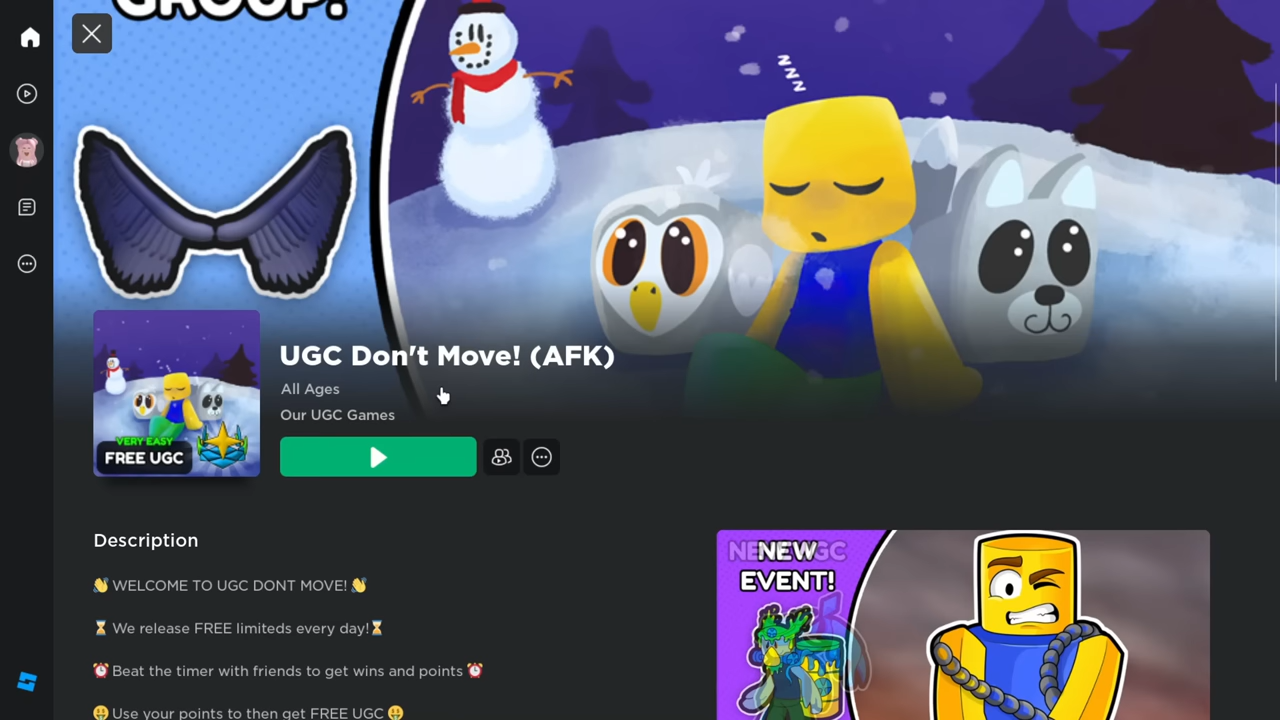 GROUP!
ZZZ
UGC Don't Move! (AFK)
All Ages
Our UGC Games
VERY EASY
FREE UGC
Description
👋 WELCOME TO UGC DONT MOVE! 👋
⏳ We release FREE limiteds every day!⏳
⏰ Beat the timer with friends to get wins and points ⏰
🤑 Use your points to then get FREE UGC 🤑
NEW
EVENT!